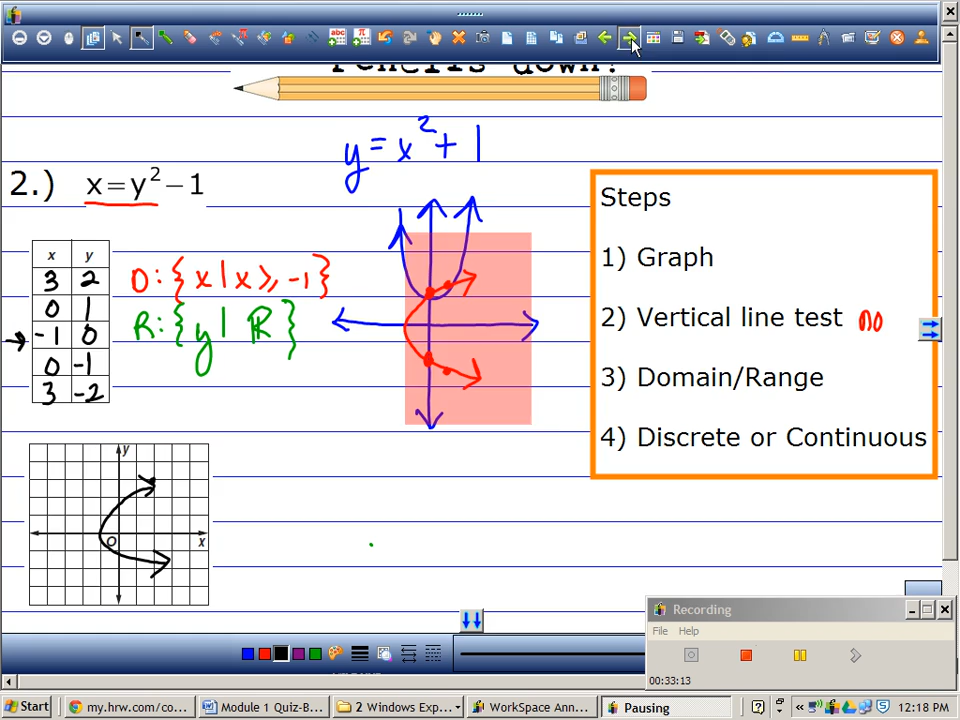 abc
Pencils down!
y = x² + 1
2.) x = y² − 1
x y
3 2
0 1
-1 0
0 -1
3 -2
D: { x | x ⩾ -1 }
R: { y | ℝ }
Steps
1) Graph
2) Vertical line test no
3) Domain/Range
4) Discrete or Continuous
y
O x
Recording
File Help
00:33:13
Start
my.hrw.com/co...
Module 1 Quiz-B...
2 Windows Exp...
WorkSpace Ann...
Pausing
12:18 PM